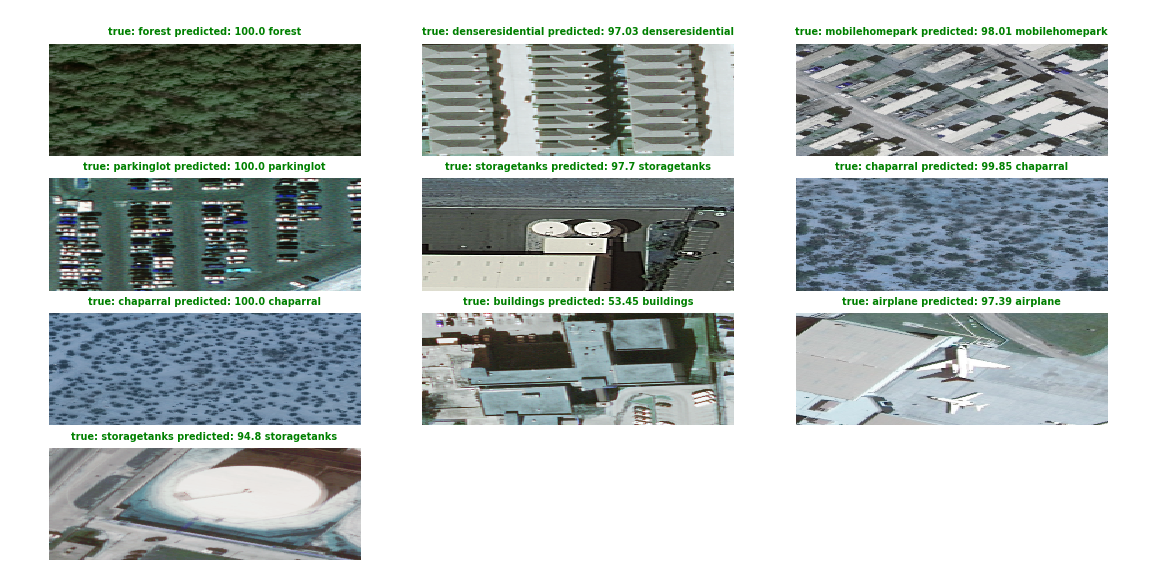 true: forest predicted: 100.0 forest
true: denseresidential predicted: 97.03 denseresidential
true: mobilehomepark predicted: 98.01 mobilehomepark
true: parkinglot predicted: 100.0 parkinglot
true: storagetanks predicted: 97.7 storagetanks
true: chaparral predicted: 99.85 chaparral
true: chaparral predicted: 100.0 chaparral
true: buildings predicted: 53.45 buildings
true: airplane predicted: 97.39 airplane
true: storagetanks predicted: 94.8 storagetanks